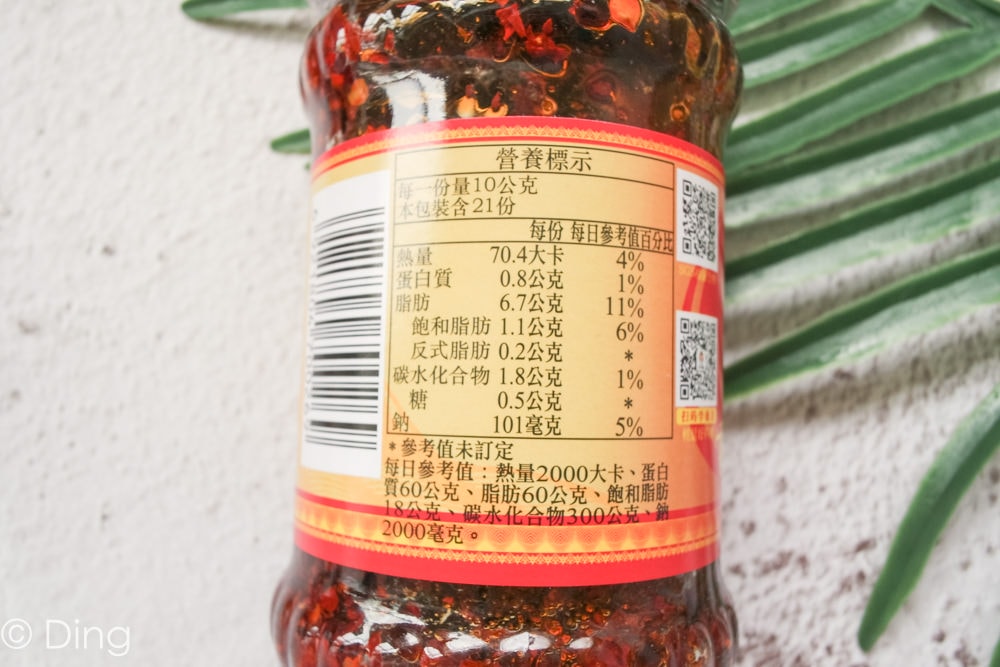 營養標示
每一份量10公克
本包裝含21份
每份 每日參考值百分比
熱量 70.4大卡 4%
蛋白質 0.8公克 1%
脂肪 6.7公克 11%
飽和脂肪 1.1公克 6%
反式脂肪 0.2公克 *
碳水化合物 1.8公克 1%
糖 0.5公克 *
鈉 101毫克 5%
*參考值未訂定
每日參考值：熱量2000大卡、蛋白
質60公克、脂肪60公克、飽和脂肪
18公克、碳水化合物300公克、鈉
2000毫克。
© Ding